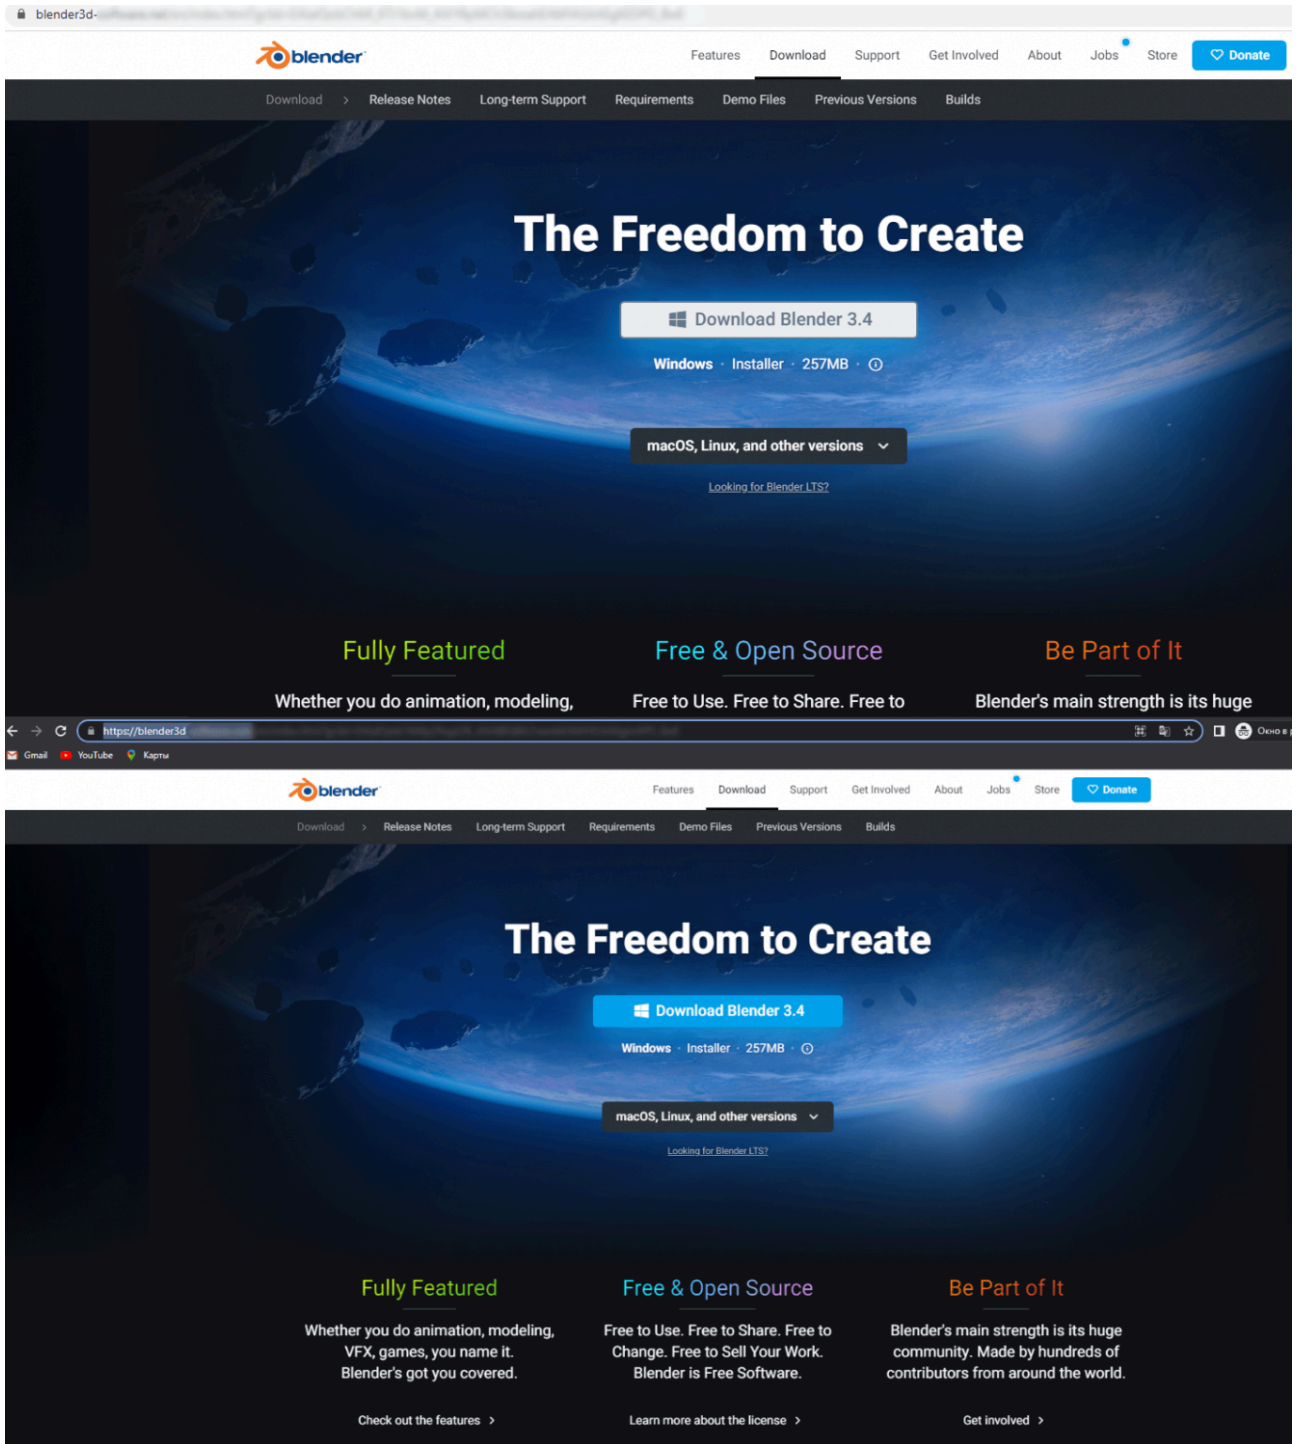 blender3d-
blender
Features Download Support Get Involved About Jobs Store Donate
Download > Release Notes Long-term Support Requirements Demo Files Previous Versions Builds
The Freedom to Create
Download Blender 3.4
Windows · Installer · 257MB ·
macOS, Linux, and other versions
Looking for Blender LTS?
Fully Featured Free & Open Source Be Part of It
Whether you do animation, modeling, Free to Use. Free to Share. Free to Blender's main strength is its huge
https://blender3d
Окно в р
Gmail YouTube Карты
blender
Features Download Support Get Involved About Jobs Store Donate
Download > Release Notes Long-term Support Requirements Demo Files Previous Versions Builds
The Freedom to Create
Download Blender 3.4
Windows · Installer · 257MB ·
macOS, Linux, and other versions
Looking for Blender LTS?
Fully Featured
Whether you do animation, modeling,
VFX, games, you name it.
Blender's got you covered.
Check out the features >
Free & Open Source
Free to Use. Free to Share. Free to
Change. Free to Sell Your Work.
Blender is Free Software.
Learn more about the license >
Be Part of It
Blender's main strength is its huge
community. Made by hundreds of
contributors from around the world.
Get involved >